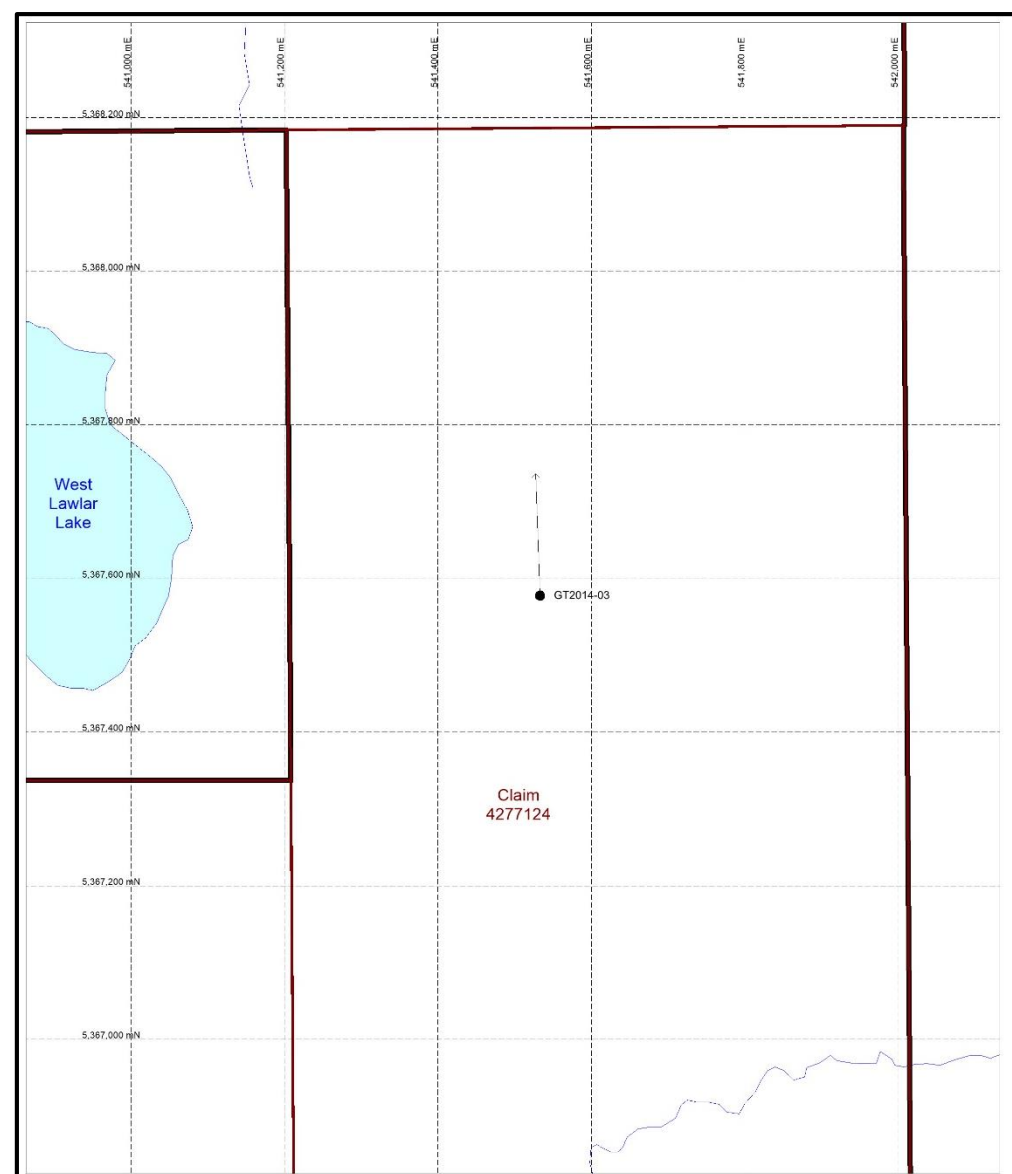 541,000 mE
541,200 mE
541,400 mE
541,600 mE
541,800 mE
542,000 mE
5,368,200 mN
5,368,000 mN
5,367,800 mN
West
Lawlar
Lake
5,367,600 mN
GT2014-03
5,367,400 mN
Claim
4277124
5,367,200 mN
5,367,000 mN